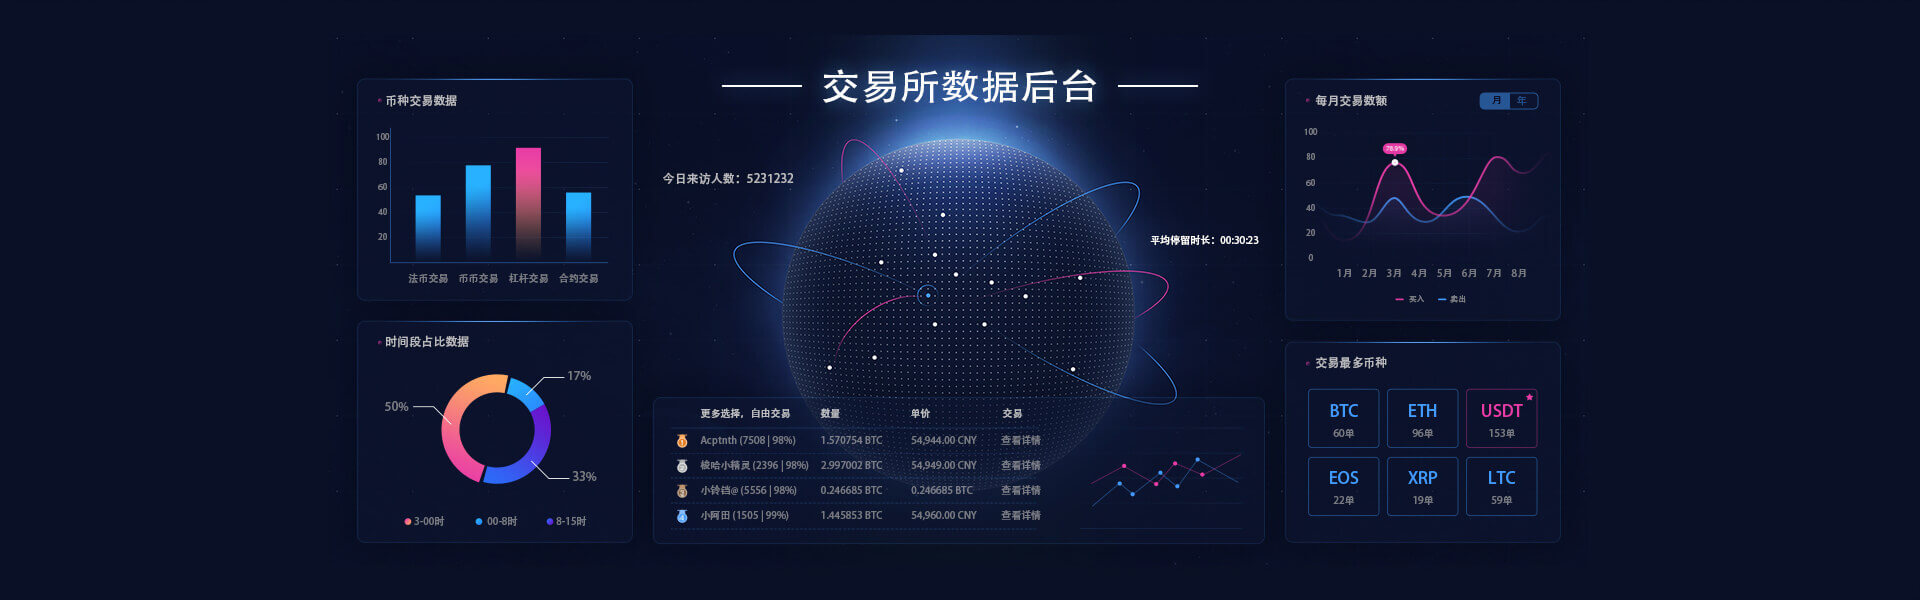 交易所数据后台
币种交易数据
100
80
60
40
20
法币交易 币币交易 杠杆交易 合约交易
时间段占比数据
17%
50%
33%
3-00时 00-8时 8-15时
今日来访人数：5231232
平均停留时长：00:30:23
更多选择，自由交易 数量 单价 交易
1 Acptnth (7508 | 98%) 1.570754 BTC 54,944.00 CNY 查看详情
2 梭哈小精灵 (2396 | 98%) 2.997002 BTC 54,949.00 CNY 查看详情
小铃铛@ (5556 | 98%) 0.246685 BTC 0.246685 BTC 查看详情
小阿田 (1505 | 99%) 1.445853 BTC 54,960.00 CNY 查看详情
每月交易数额
月 年
100
80
60
40
20
0
78.9%
1月 2月 3月 4月 5月 6月 7月 8月
买入 卖出
交易最多币种
BTC ETH USDT
60单 96单 153单
EOS XRP LTC
22单 19单 59单